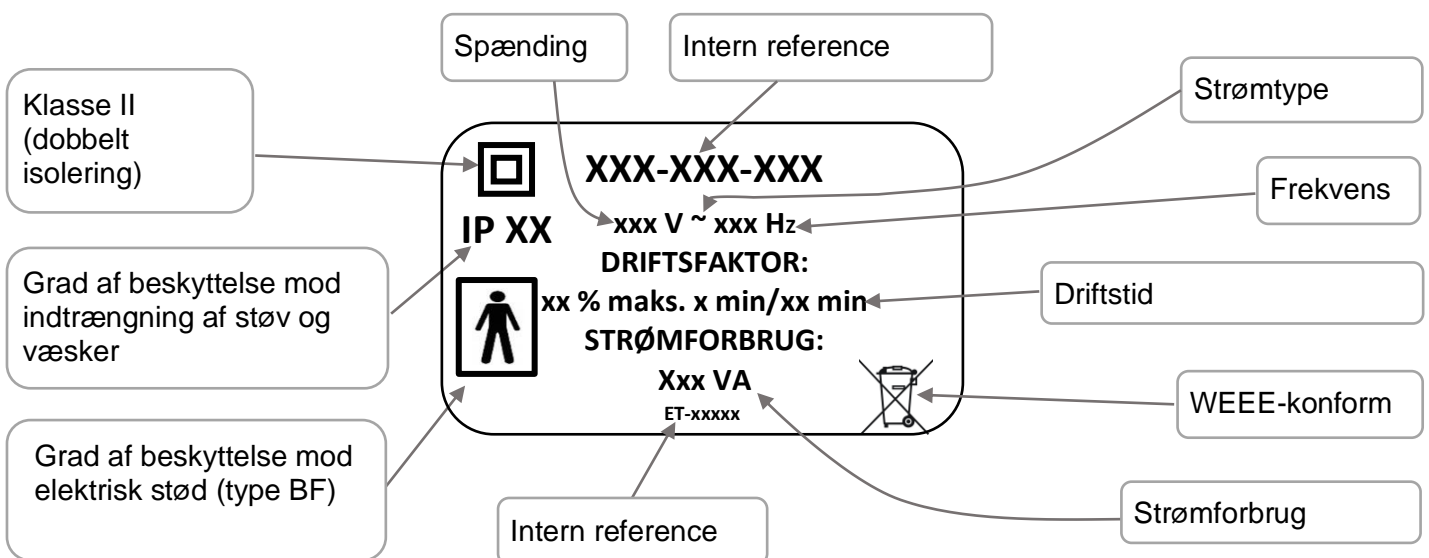 Spænding
Intern reference
Strømtype
Klasse II
(dobbelt
isolering)
XXX-XXX-XXX
Frekvens
IP XX
xxx V ~ xxx Hz
DRIFTSFAKTOR:
Grad af beskyttelse mod
indtrængning af støv og
væsker
xx % maks. x min/xx min
Driftstid
STRØMFORBRUG:
Xxx VA
WEEE-konform
ET-xxxxx
Grad af beskyttelse mod
elektrisk stød (type BF)
Intern reference
Strømforbrug